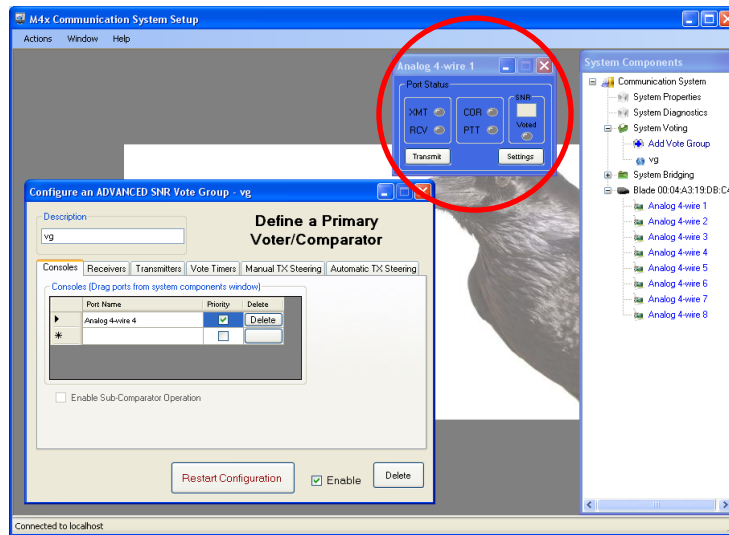 M4x Communication System Setup
Actions Window Help
Analog 4-wire 1
Port Status
SNR
XMT COR
RCV PTT Voted
Transmit Settings
System Components
Communication System
System Properties
System Diagnostics
System Voting
Add Vote Group
vg
System Bridging
Blade 00:04:A3:19:DB:C4
Analog 4-wire 1
Analog 4-wire 2
Analog 4-wire 3
Analog 4-wire 4
Analog 4-wire 5
Analog 4-wire 6
Analog 4-wire 7
Analog 4-wire 8
Configure an ADVANCED SNR Vote Group - vg
Description
vg
Define a Primary
Voter/Comparator
Consoles Receivers Transmitters Vote Timers Manual TX Steering Automatic TX Steering
Consoles (Drag ports from system components window)
Port Name Priority Delete
Analog 4-wire 4 Delete
Enable Sub-Comparator Operation
Restart Configuration Enable Delete
Connected to localhost